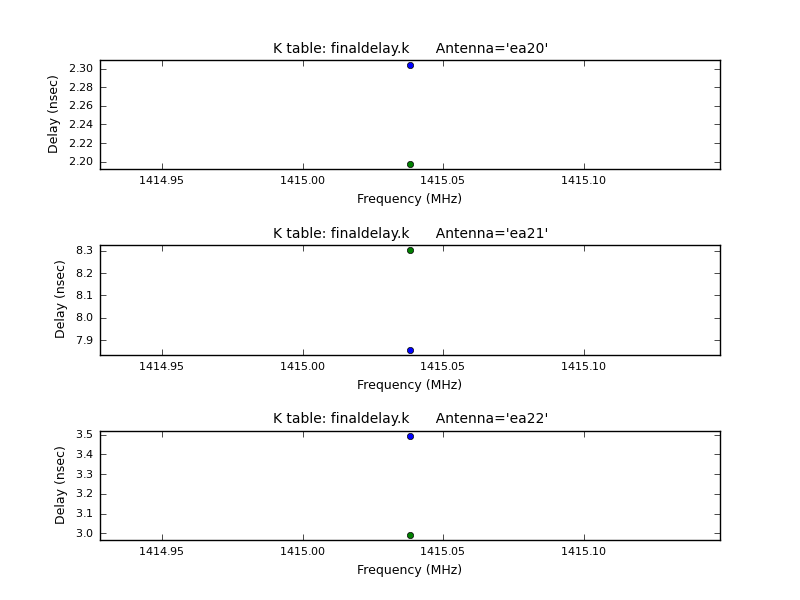 K table: finaldelay.k Antenna='ea20'
2.30
2.28
2.26
2.24
2.22
2.20
Delay (nsec)
1414.95 1415.00 1415.05 1415.10
Frequency (MHz)
K table: finaldelay.k Antenna='ea21'
8.3
8.2
8.1
8.0
7.9
Delay (nsec)
1414.95 1415.00 1415.05 1415.10
Frequency (MHz)
K table: finaldelay.k Antenna='ea22'
3.5
3.4
3.3
3.2
3.1
3.0
Delay (nsec)
1414.95 1415.00 1415.05 1415.10
Frequency (MHz)